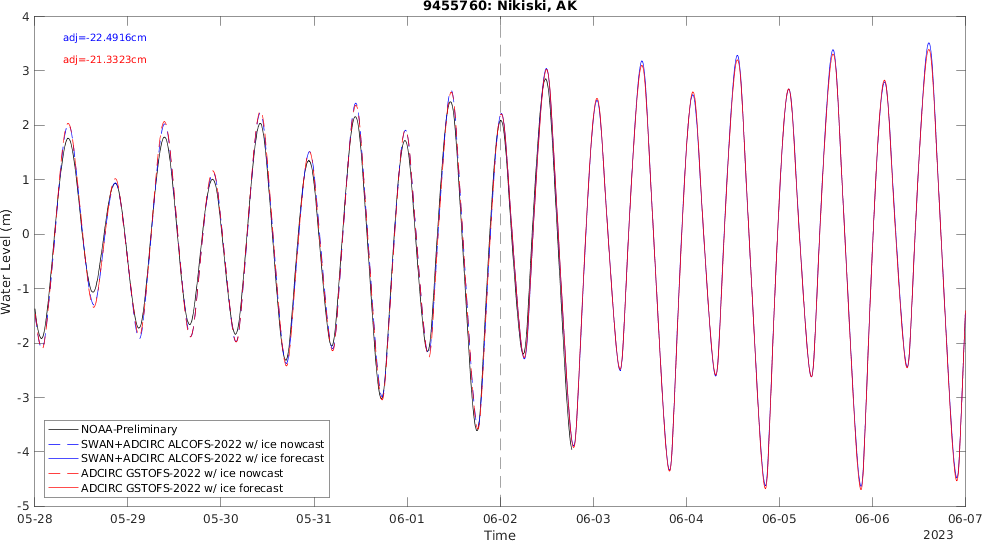 9455760: Nikiski, AK
adj=-22.4916cm
adj=-21.3323cm
Water Level (m)
4
3
2
1
0
-1
-2
-3
-4
-5
NOAA-Preliminary
SWAN+ADCIRC ALCOFS-2022 w/ ice nowcast
SWAN+ADCIRC ALCOFS-2022 w/ ice forecast
ADCIRC GSTOFS-2022 w/ ice nowcast
ADCIRC GSTOFS-2022 w/ ice forecast
05-28 05-29 05-30 05-31 06-01 06-02 06-03 06-04 06-05 06-06 06-07
Time
2023